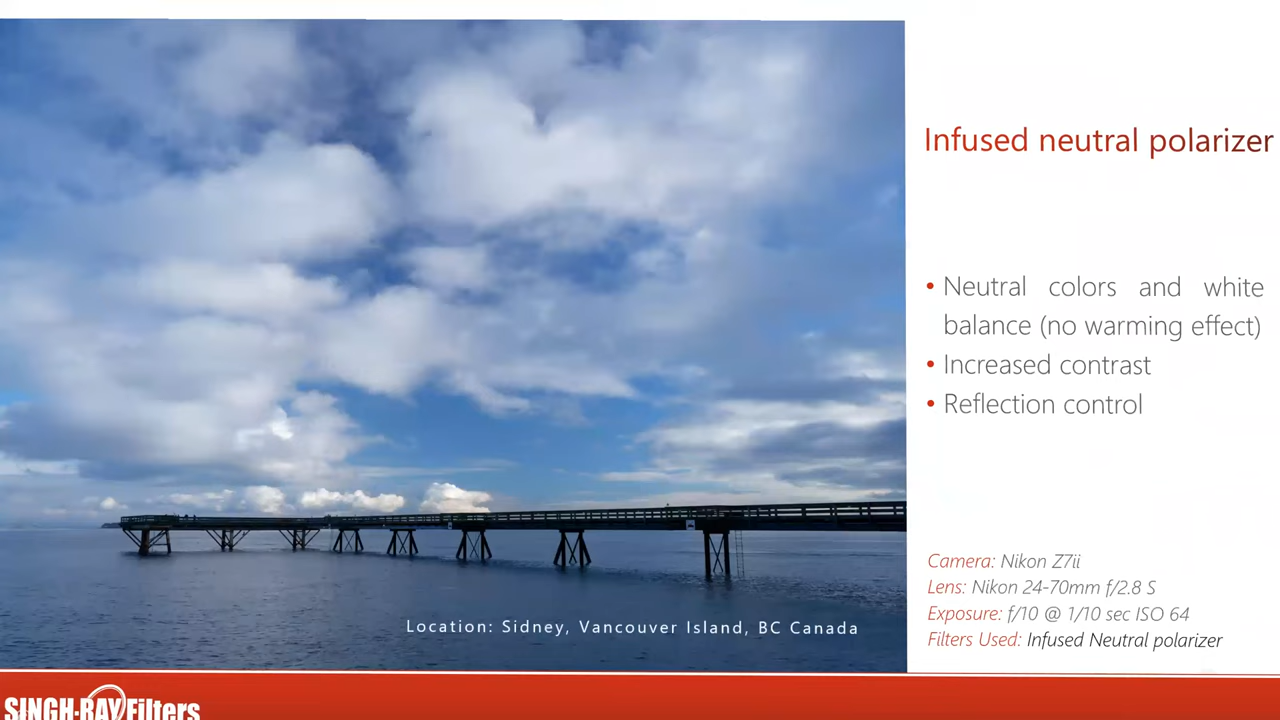 Infused neutral polarizer
• Neutral colors and white
balance (no warming effect)
• Increased contrast
• Reflection control
Camera: Nikon Z7ii
Lens: Nikon 24-70mm f/2.8 S
Exposure: f/10 @ 1/10 sec ISO 64
Filters Used: Infused Neutral polarizer
Location: Sidney, Vancouver Island, BC Canada
SINGH-RAY Filters